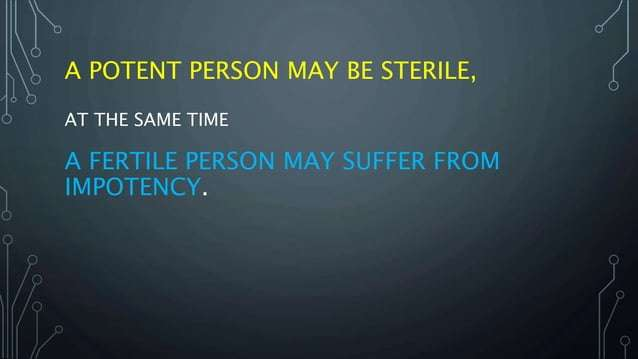 A POTENT PERSON MAY BE STERILE,
AT THE SAME TIME
A FERTILE PERSON MAY SUFFER FROM
IMPOTENCY.